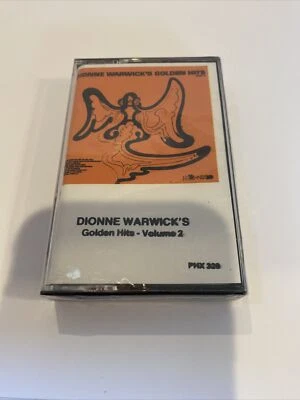 DIONNE WARWICK'S GOLDEN HITS
DIONNE WARWICK'S
Golden Hits - Volume 2
PHX 329